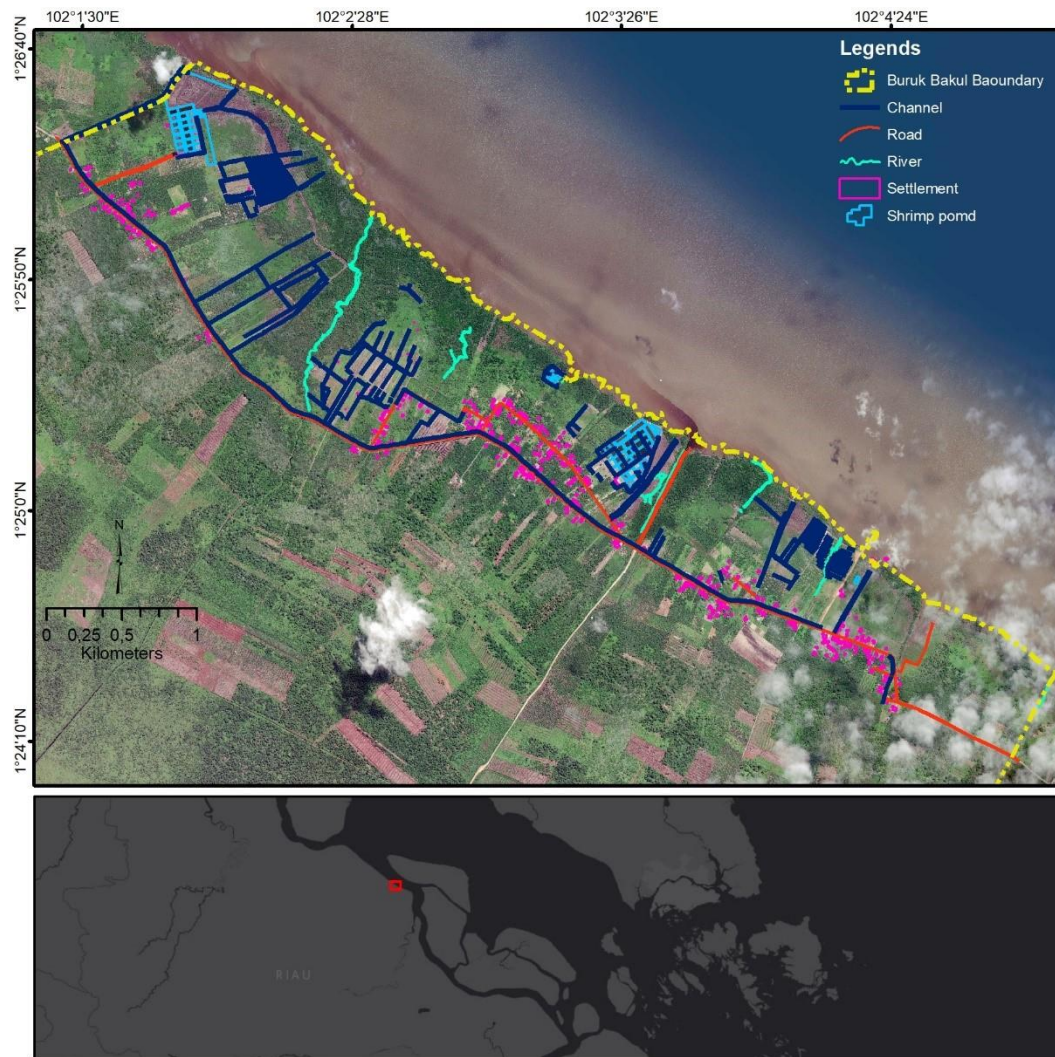 102°1'30"E 102°2'28"E 102°3'26"E 102°4'24"E
1°26'40"N
1°25'50"N
1°25'0"N
1°24'10"N
Legends
Buruk Bakul Baoundary
Channel
Road
River
Settlement
Shrimp pomd
N
0 0,25 0,5 1
Kilometers
RIAU